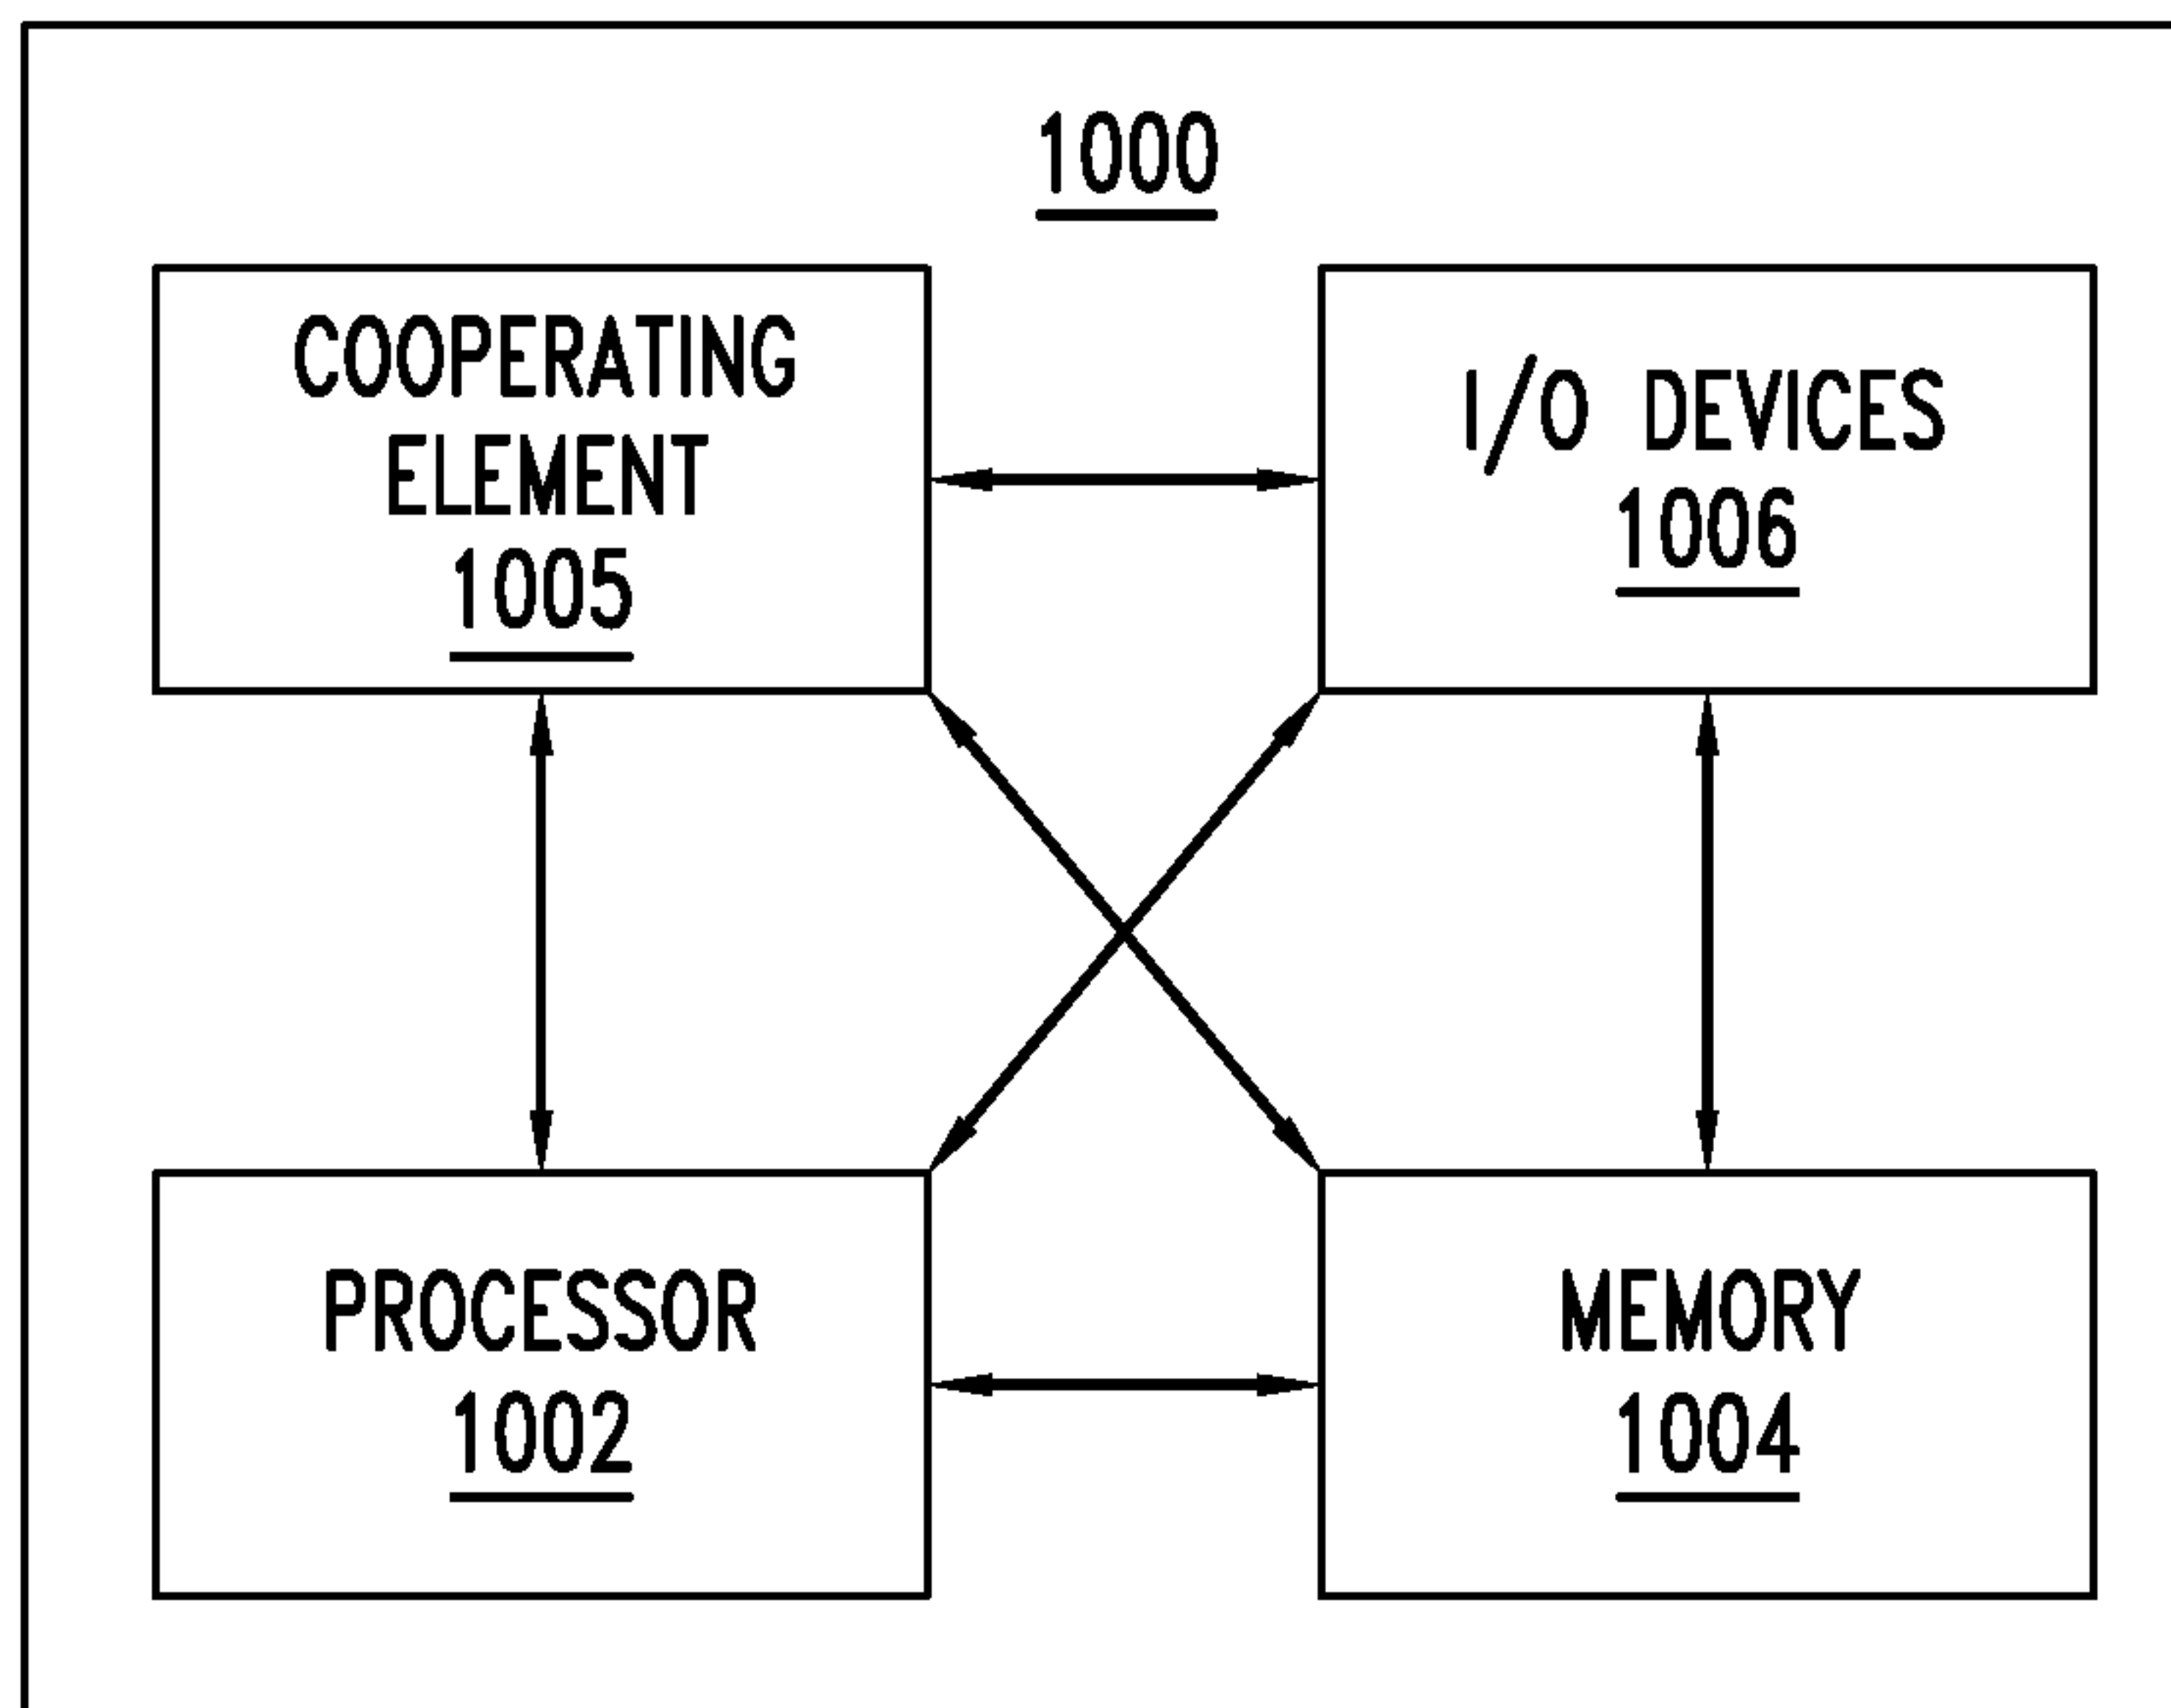 1000
COOPERATING
ELEMENT
1005
I/O DEVICES
1006
PROCESSOR
1002
MEMORY
1004